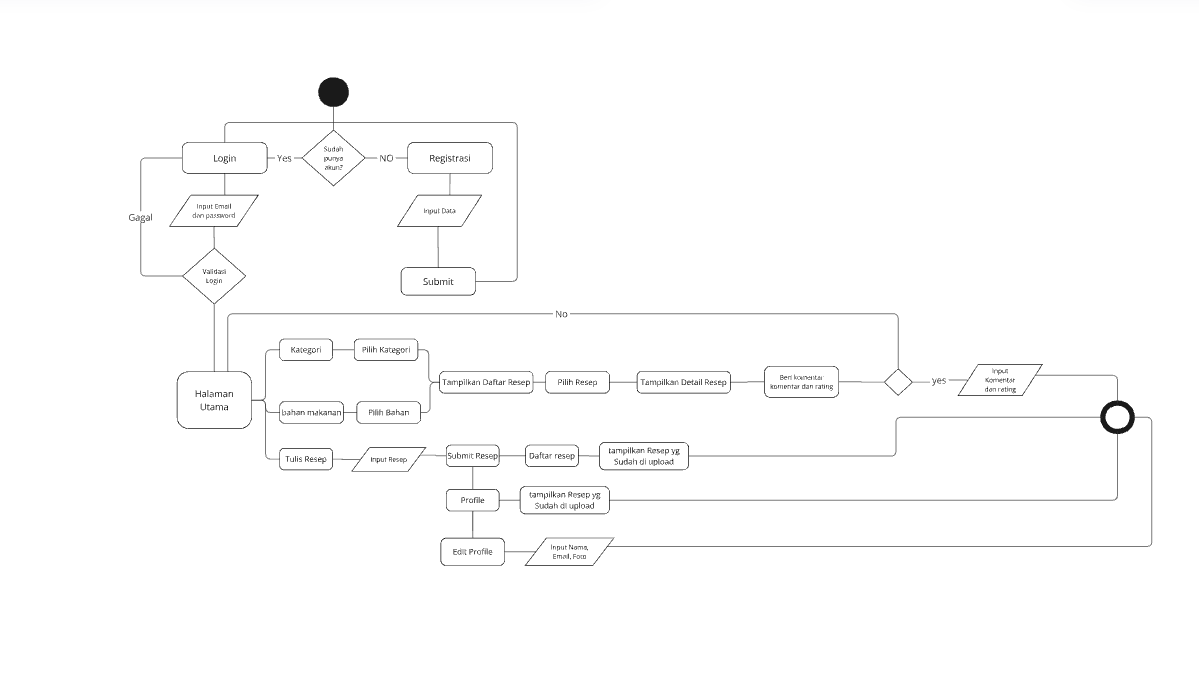 Sudah
punya
akun?
Login
Yes
NO
Registrasi
Input Email
dan password
Input Data
Gagal
Validasi
Login
Submit
No
Kategori
Pilih Kategori
Halaman
Utama
Tampilkan Daftar Resep
Pilih Resep
Tampilkan Detail Resep
Beri komentar
komentar dan rating
yes
Input
Komentar
dan rating
bahan makanan
Pilih Bahan
Tulis Resep
Input Resep
Submit Resep
Daftar resep
tampilkan Resep yg
Sudah di upload
Profile
tampilkan Resep yg
Sudah di upload
Edit Profile
Input Nama,
Email, Foto